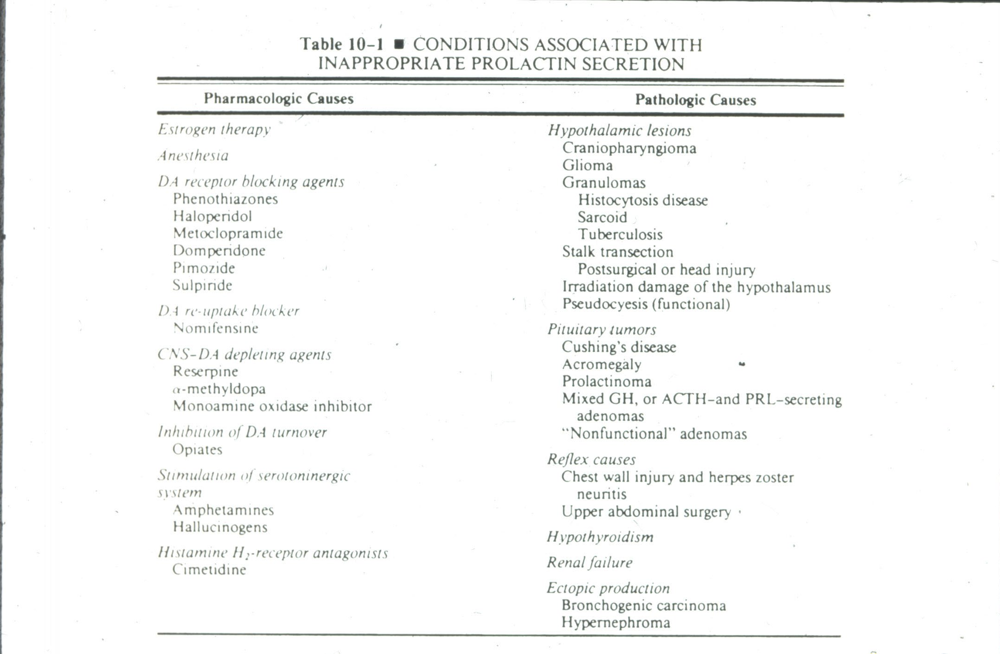 Table 10–1 ■ CONDITIONS ASSOCIATED WITH
INAPPROPRIATE PROLACTIN SECRETION
Pharmacologic Causes
Estrogen therapy
Anesthesia
DA receptor blocking agents
Phenothiazones
Haloperidol
Metoclopramide
Domperidone
Pimozide
Sulpiride
DA re-uptake blocker
Nomifensine
CNS–DA depleting agents
Reserpine
α-methyldopa
Monoamine oxidase inhibitor
Inhibition of DA turnover
Opiates
Stimulation of serotoninergic
system
Amphetamines
Hallucinogens
Histamine H₂-receptor antagonists
Cimetidine
Pathologic Causes
Hypothalamic lesions
Craniopharyngioma
Glioma
Granulomas
Histocytosis disease
Sarcoid
Tuberculosis
Stalk transection
Postsurgical or head injury
Irradiation damage of the hypothalamus
Pseudocyesis (functional)
Pituitary tumors
Cushing's disease
Acromegaly
Prolactinoma
Mixed GH, or ACTH–and PRL–secreting
adenomas
“Nonfunctional” adenomas
Reflex causes
Chest wall injury and herpes zoster
neuritis
Upper abdominal surgery
Hypothyroidism
Renal failure
Ectopic production
Bronchogenic carcinoma
Hypernephroma